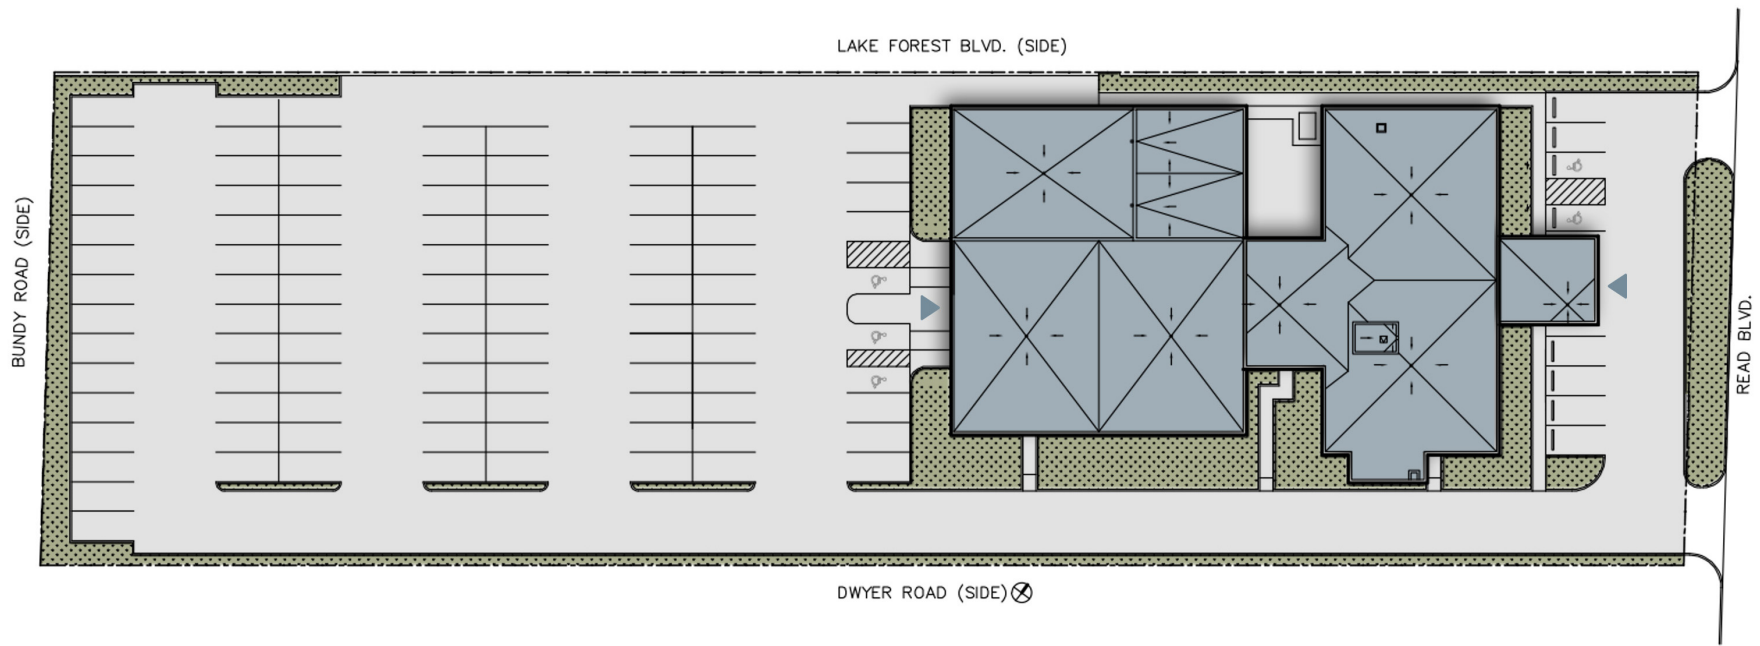 LAKE FOREST BLVD. (SIDE)
BUNDY ROAD (SIDE)
READ BLVD.
DWYER ROAD (SIDE)